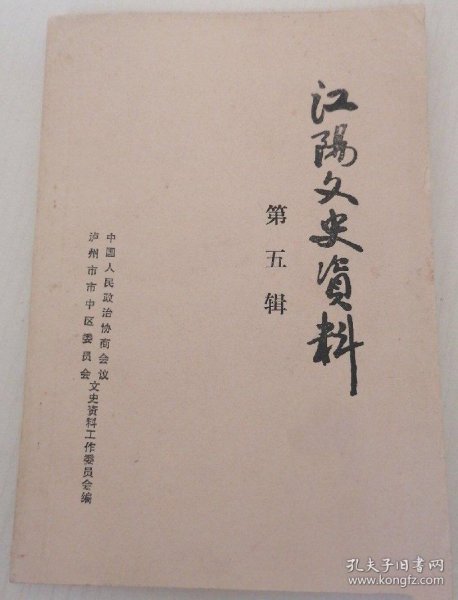 江陽文史資料
第五辑
中国人民政治协商会议
泸州市市中区委员会
文史资料工作委员会编
孔夫子旧书网
www.kongfz.com